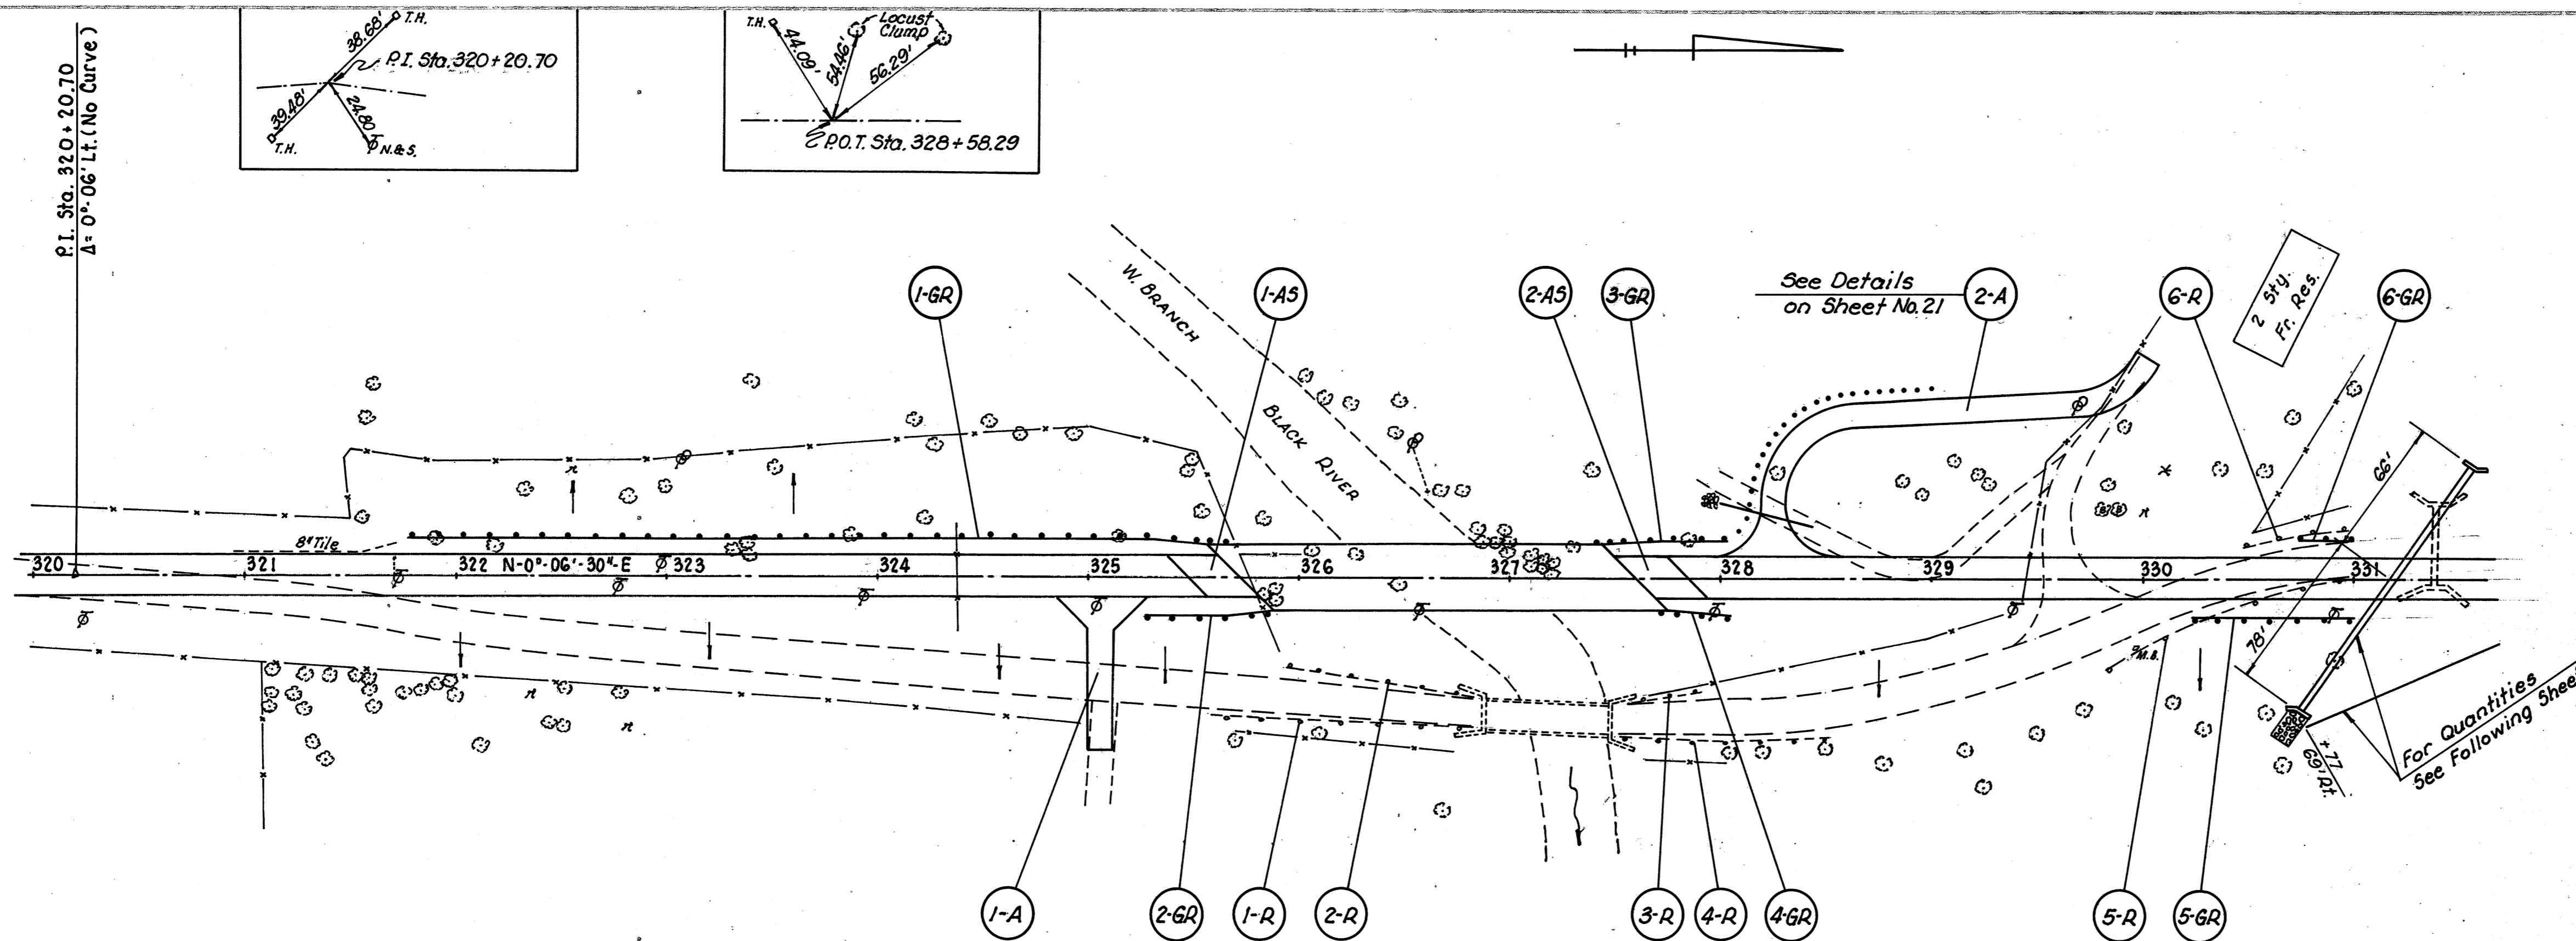 P.I. Sta. 320 + 20.70
Δ= 0°-06' Lt. (No Curve)
38.68'
T.H.
P.I. Sta. 320+20.70
39.48'
24.80'
T.H.
N.&S.
T.H.
44.09'
54.46'
Locust
Clump
56.29'
P.O.T. Sta. 328+58.29
1-GR
W. BRANCH
BLACK RIVER
1-AS
2-AS
3-GR
See Details
on Sheet No. 21
2-A
6-R
2 Sty.
Fr. Res.
6-GR
66'
8" Tile
320
321
322
N-0°-06'-30"-E
323
324
325
326
327
328
329
330
331
78'
M.B.
+77
69' Rt.
For Quantities
See Following Shee
1-A
2-GR
1-R
2-R
3-R
4-R
4-GR
5-R
5-GR